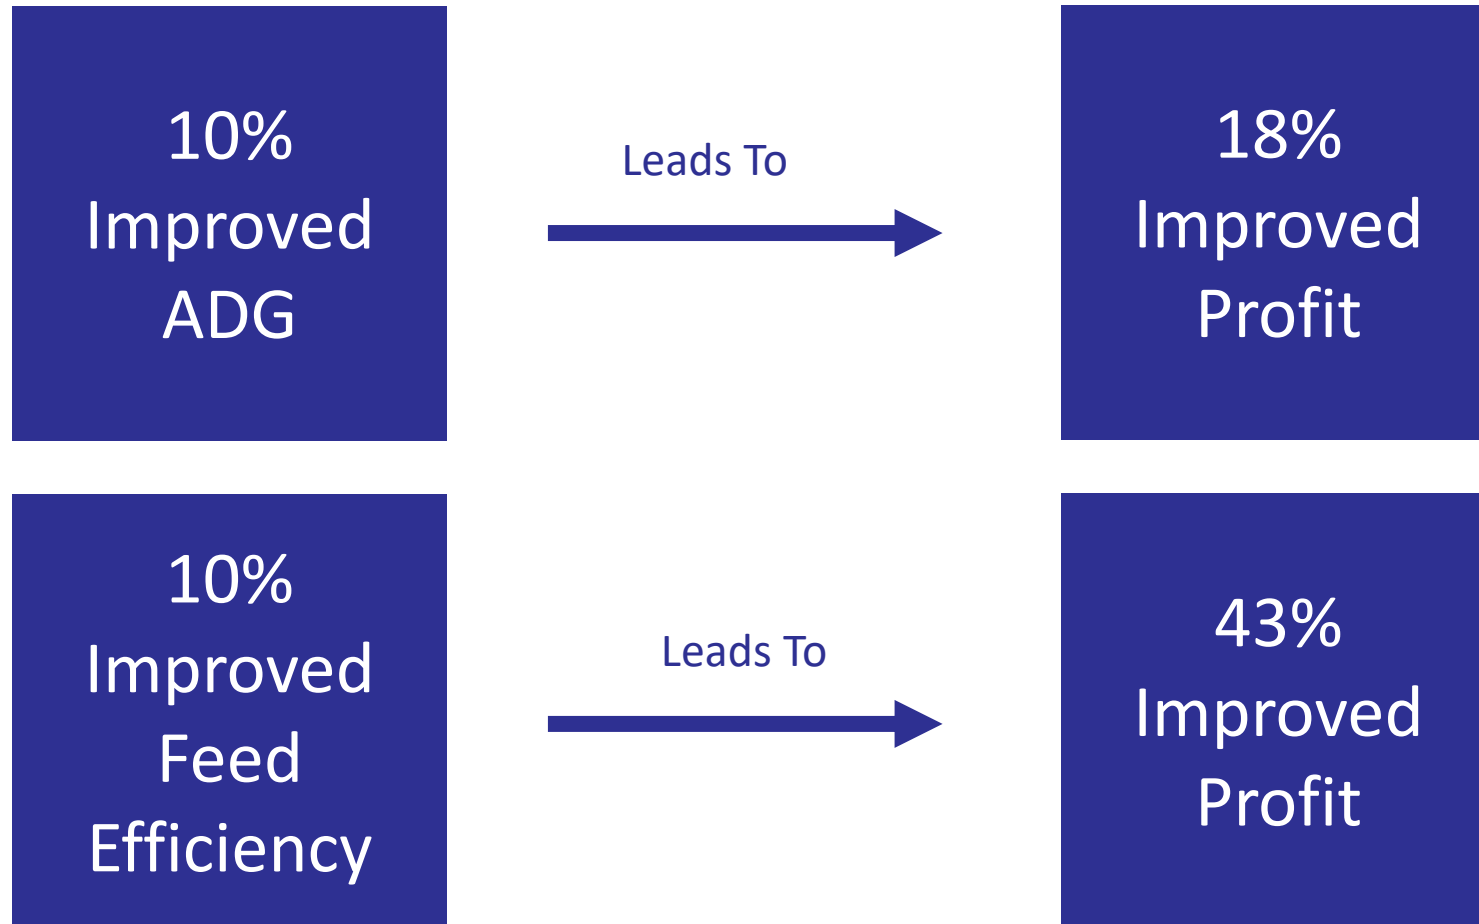 10%
Improved
ADG
Leads To
18%
Improved
Profit
10%
Improved
Feed
Efficiency
Leads To
43%
Improved
Profit